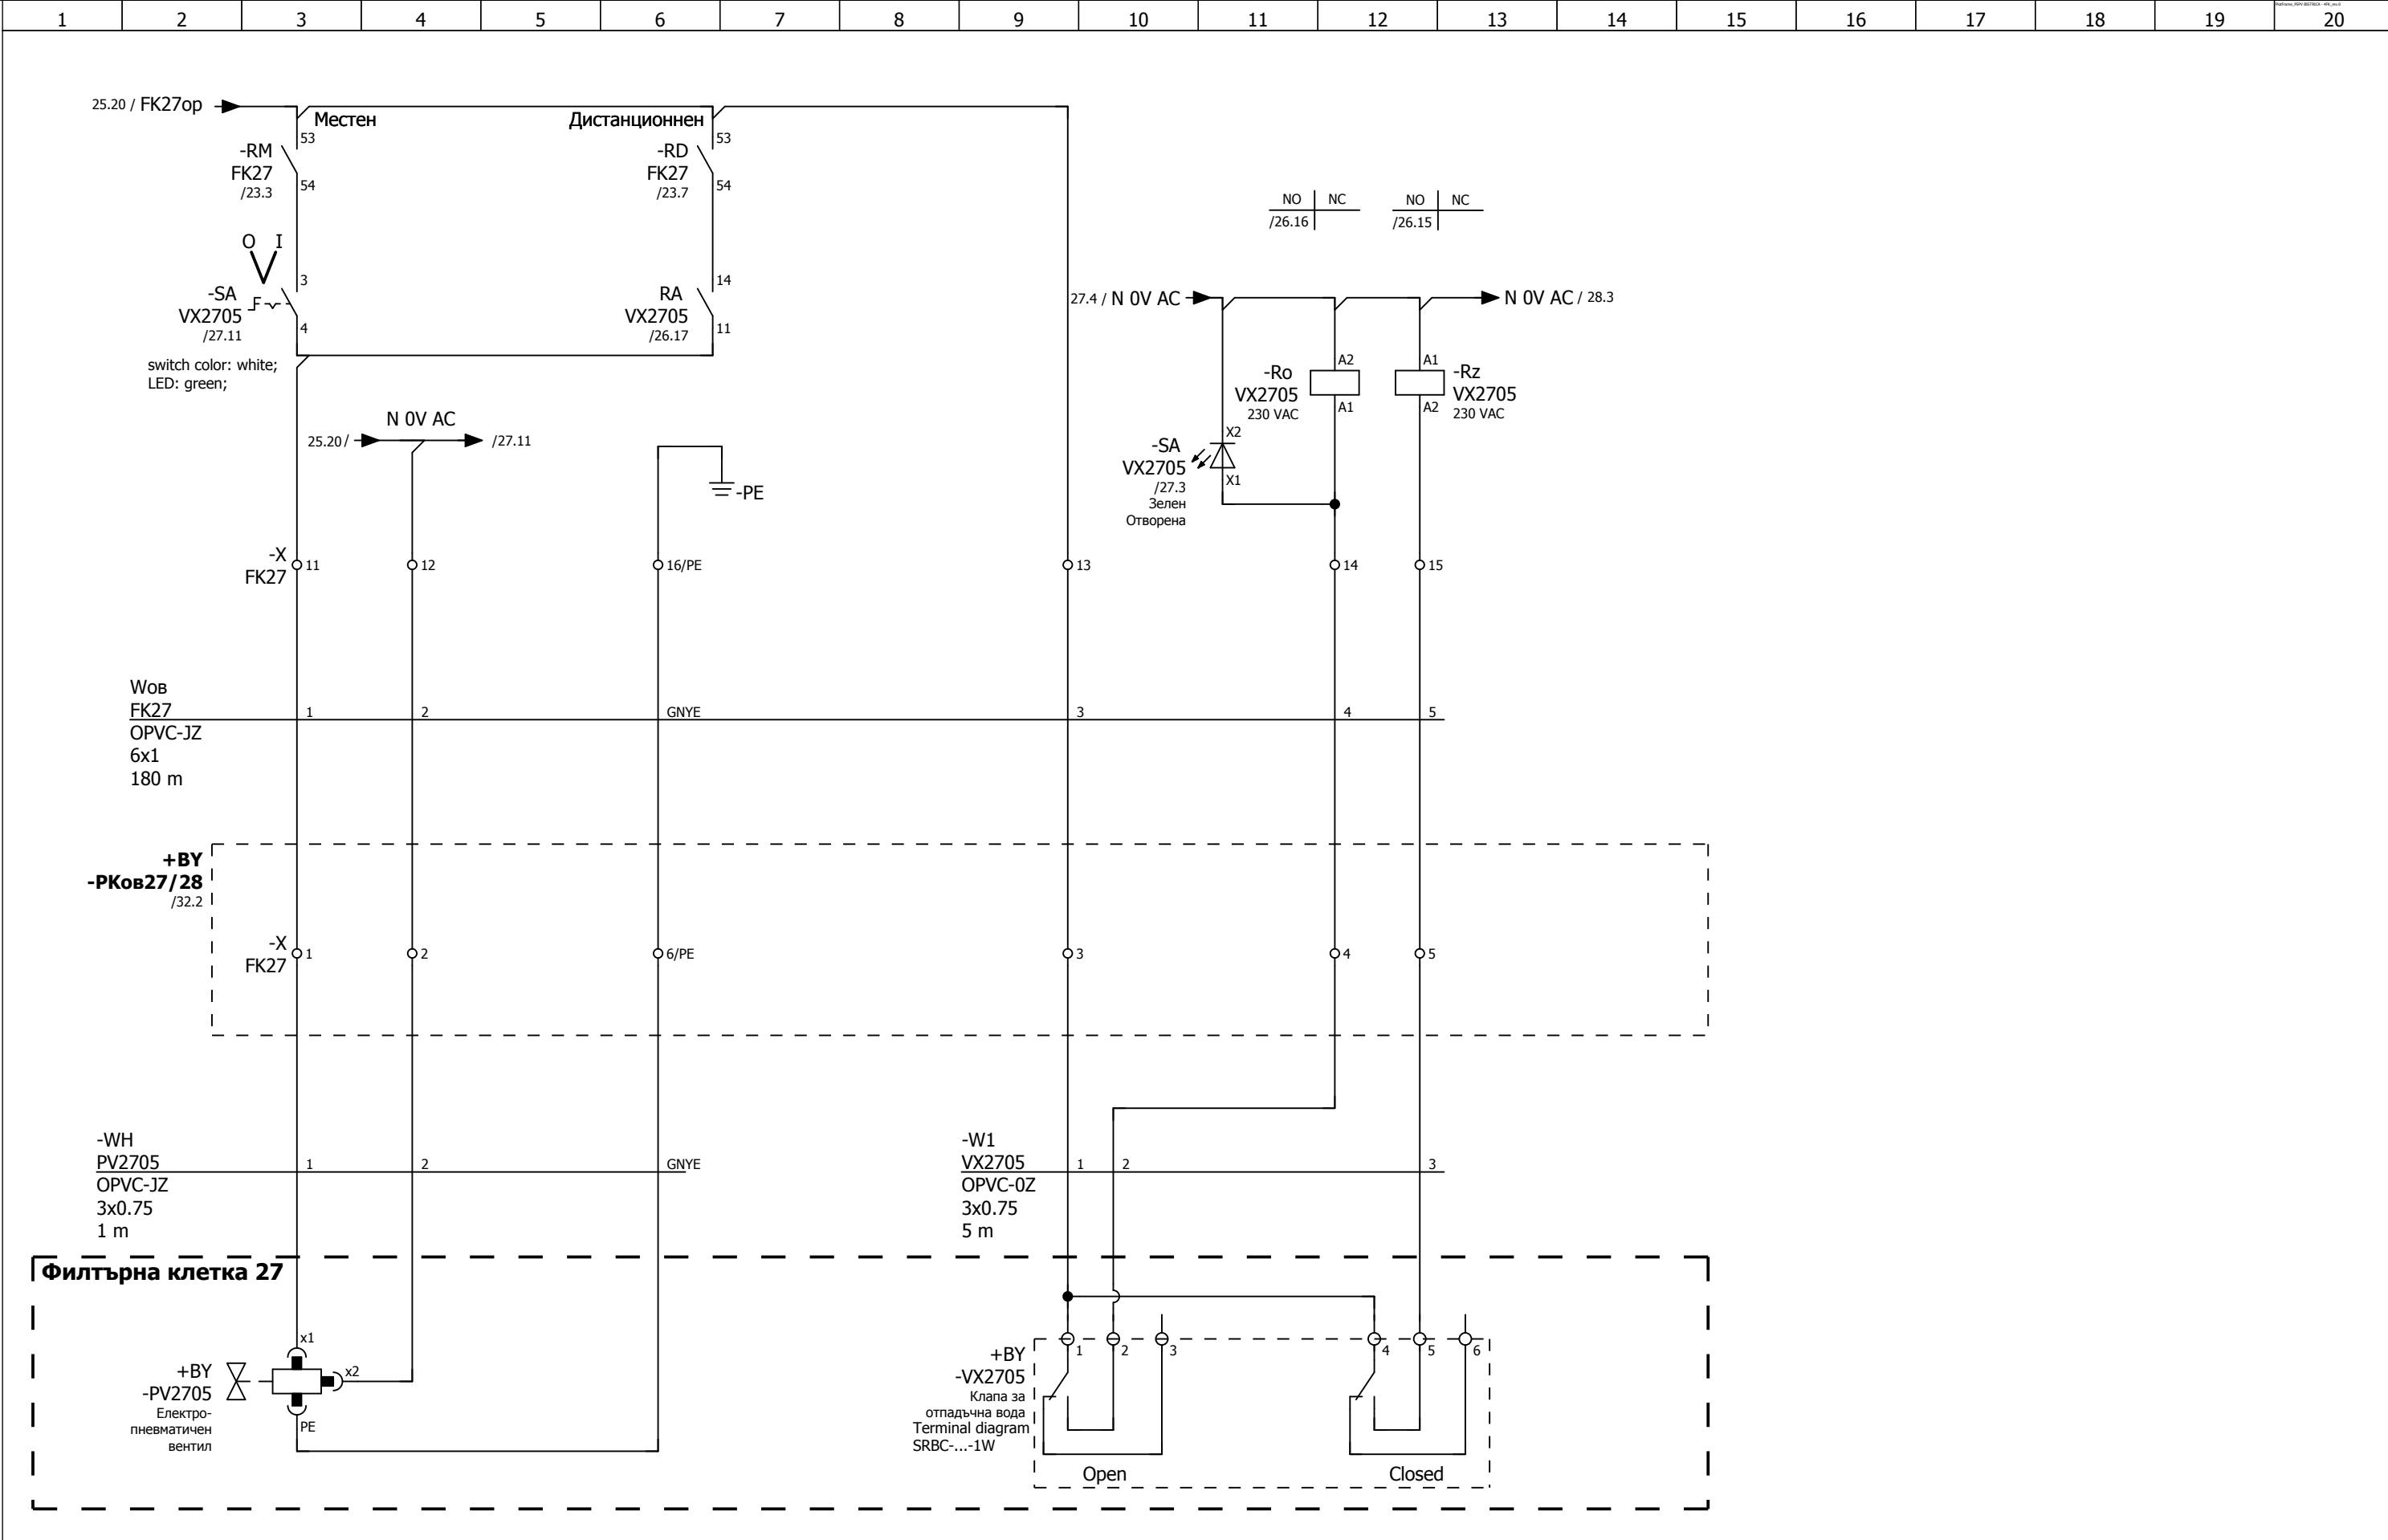 1 2 3 4 5 6 7 8 9 10 11 12 13 14 15 16 17 18 19 20
25.20 / FK27op
Местен
Дистанционнен
53
53
-RM
FK27
/23.3
54
-RD
FK27
/23.7
54
NO NC
/26.16
NO NC
/26.15
O I
3
-SA
VX2705
/27.11
4
switch color: white;
LED: green;
14
RA
VX2705
/26.17
11
27.4 / N 0V AC
N 0V AC / 28.3
A2
-Ro
VX2705
230 VAC
A1
A1
-Rz
VX2705
230 VAC
A2
N 0V AC
25.20 /
/27.11
-PE
X2
-SA
VX2705
/27.3
Зелен
Отворена
X1
-X
FK27
11
12
16/PE
13
14
15
Wов
FK27
OPVC-JZ
6x1
180 m
1
2
GNYE
3
4
5
+BY
-РКов27/28
/32.2
-X
FK27
1
2
6/PE
3
4
5
-WH
PV2705
OPVC-JZ
3x0.75
1 m
1
2
GNYE
-W1
VX2705
OPVC-0Z
3x0.75
5 m
1
2
3
Филтърна клетка 27
x1
x2
PE
+BY
-PV2705
Електро-
пневматичен
вентил
+BY
-VX2705
Клапа за
отпадъчна вода
Terminal diagram
SRBC-...-1W
1
2
3
4
5
6
Open
Closed